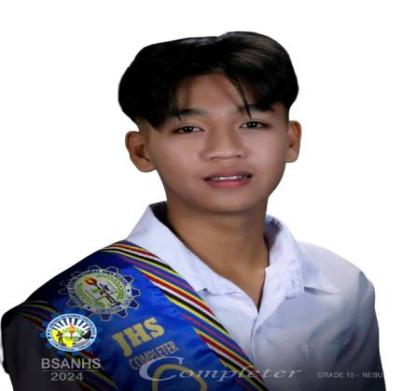 JHS
COMPLETER
Completer
BSANHS
2024
GRADE 10 - NEBU